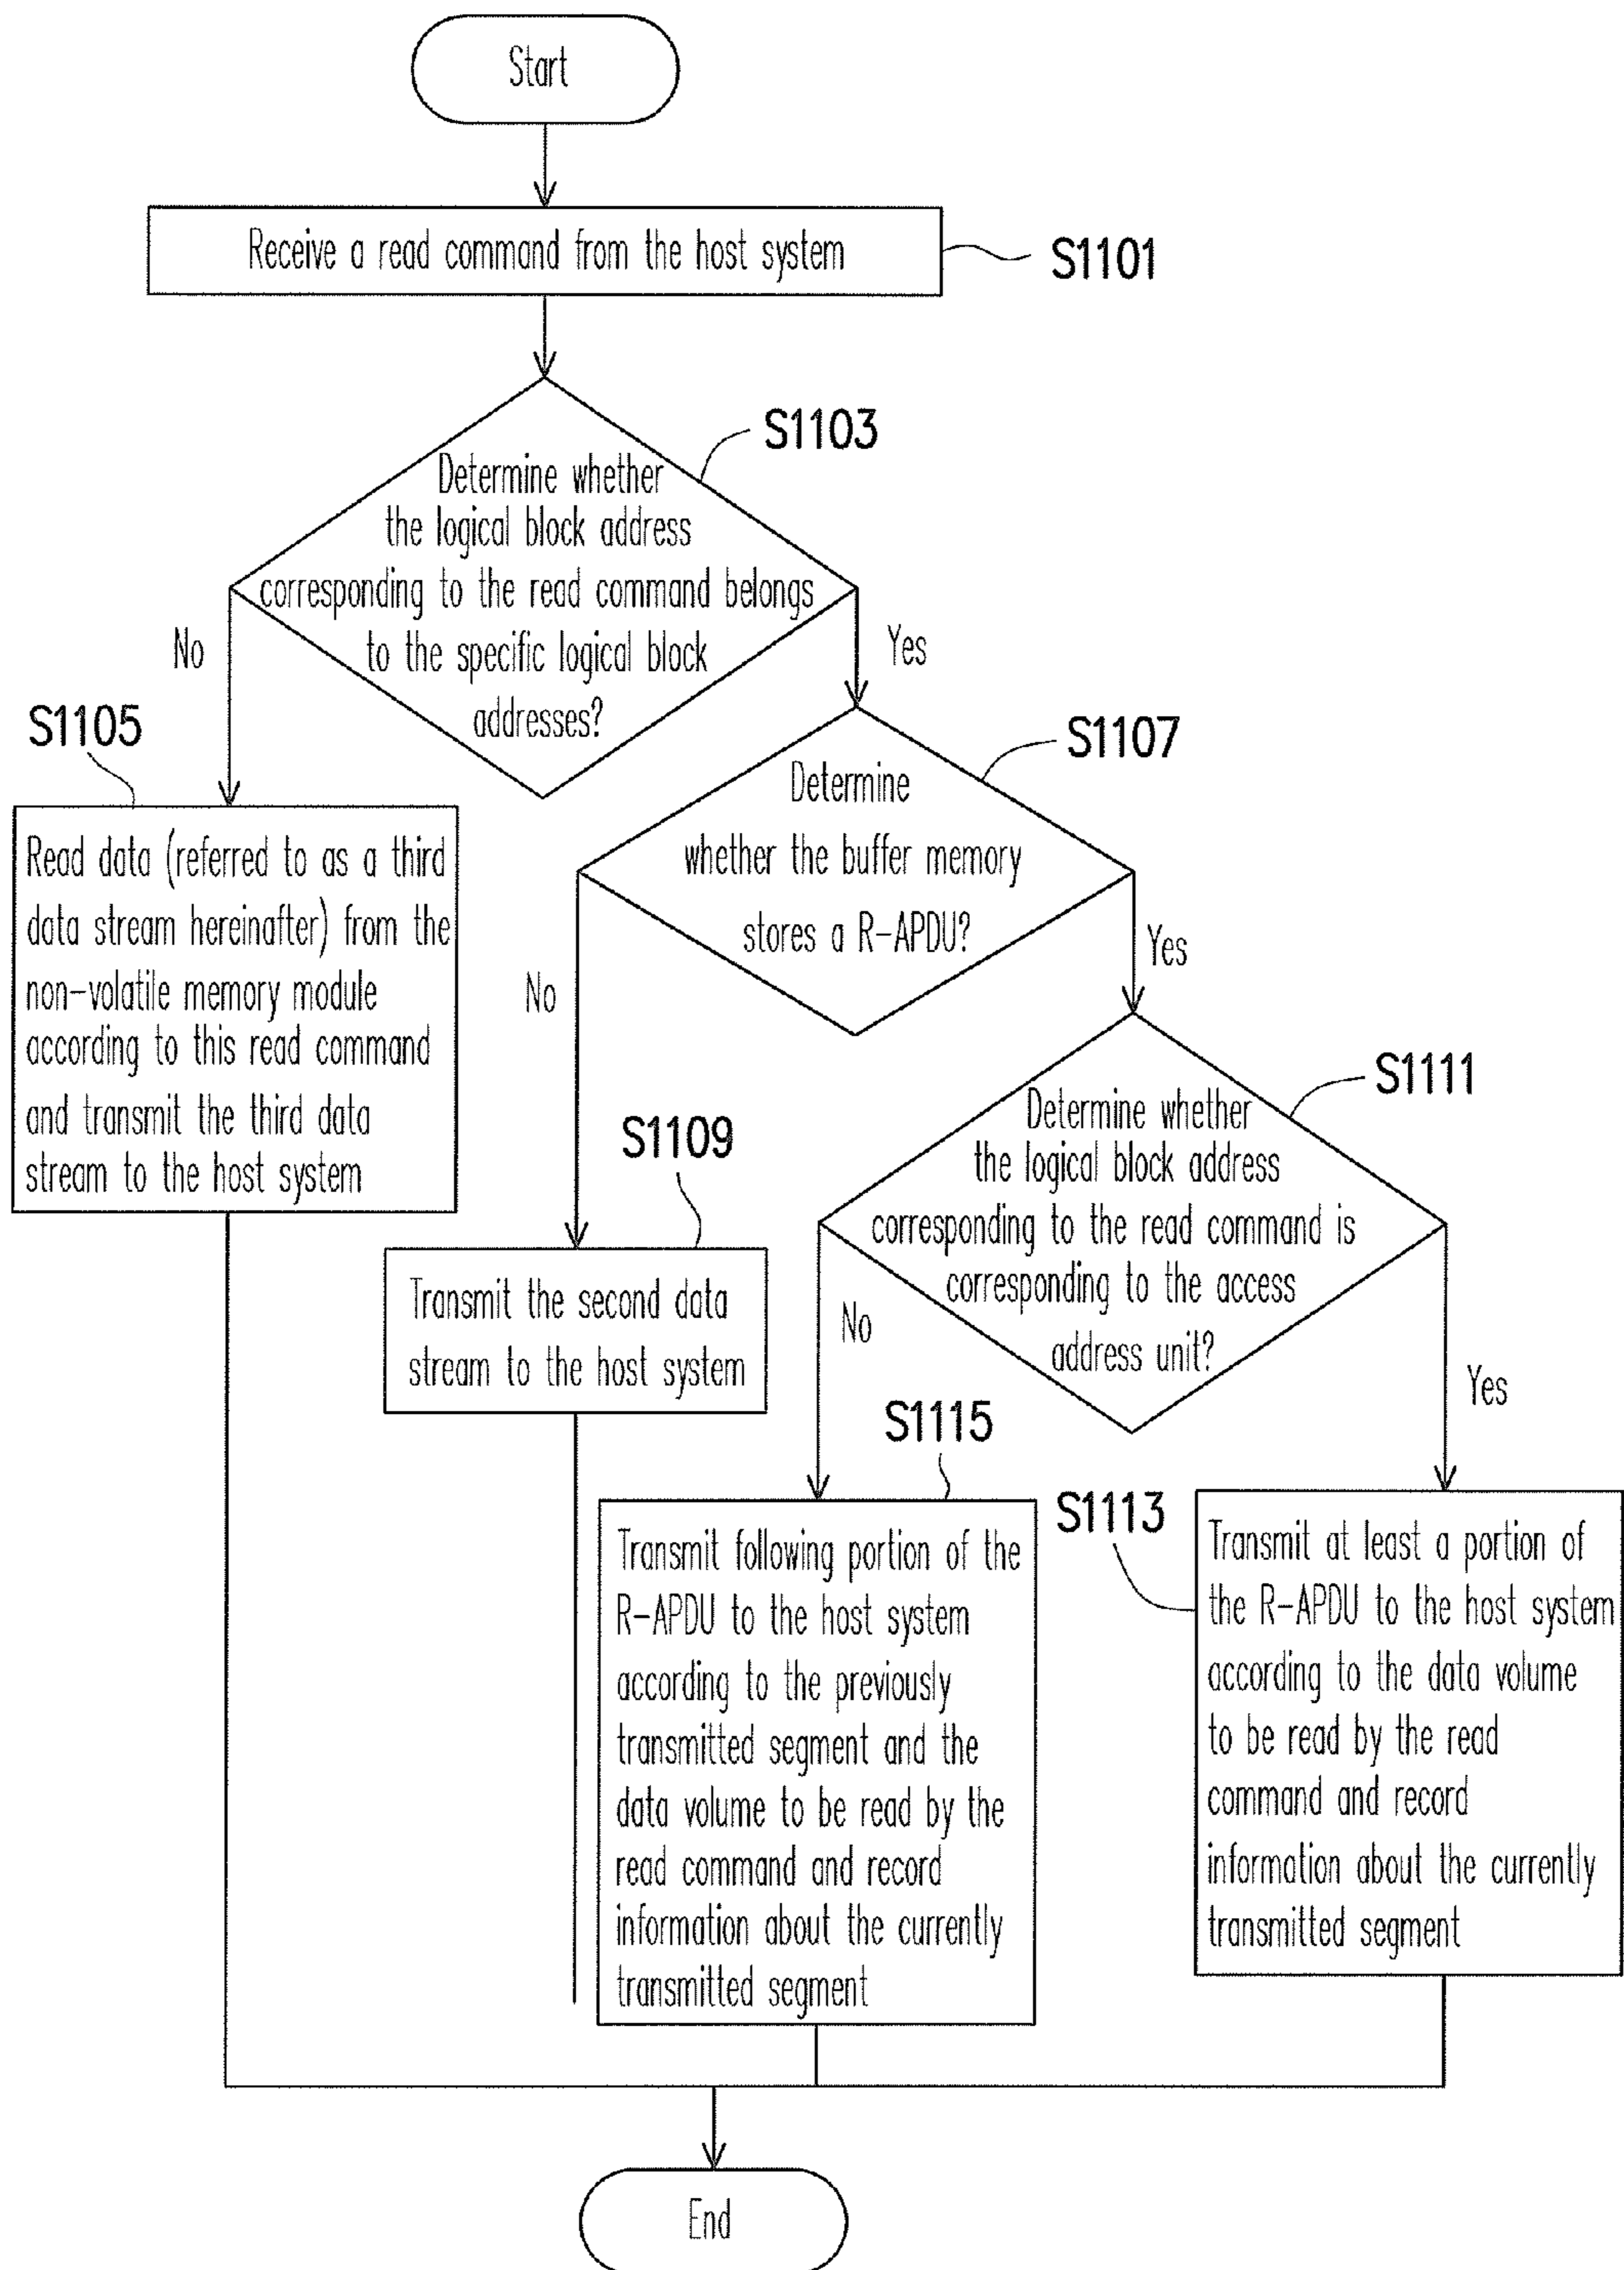 Start
Receive a read command from the host system
S1101
S1103
Determine whether
the logical block address
corresponding to the read command belongs
to the specific logical block
addresses?
No
Yes
S1105
Read data (referred to as a third
data stream hereinafter) from the
non-volatile memory module
according to this read command
and transmit the third data
stream to the host system
S1107
Determine
whether the buffer memory
stores a R-APDU?
No
Yes
S1109
Transmit the second data
stream to the host system
S1111
Determine whether
the logical block address
corresponding to the read command is
corresponding to the access
address unit?
No
Yes
S1115
Transmit following portion of the
R-APDU to the host system
according to the previously
transmitted segment and the
data volume to be read by the
read command and record
information about the currently
transmitted segment
S1113
Transmit at least a portion of
the R-APDU to the host system
according to the data volume
to be read by the read
command and record
information about the currently
transmitted segment
End